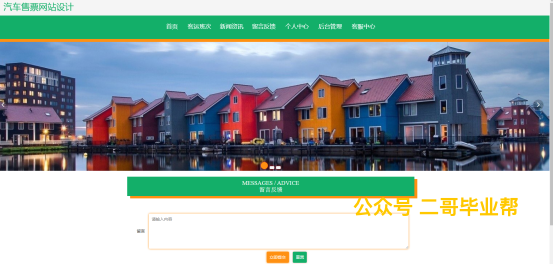 汽车售票网站设计
首页 客运班次 新闻资讯 留言反馈 个人中心 后台管理 客服中心
MESSAGES / ADVICE
留言反馈
公众号 二哥毕业帮
请输入内容
留言
立即提交 重置